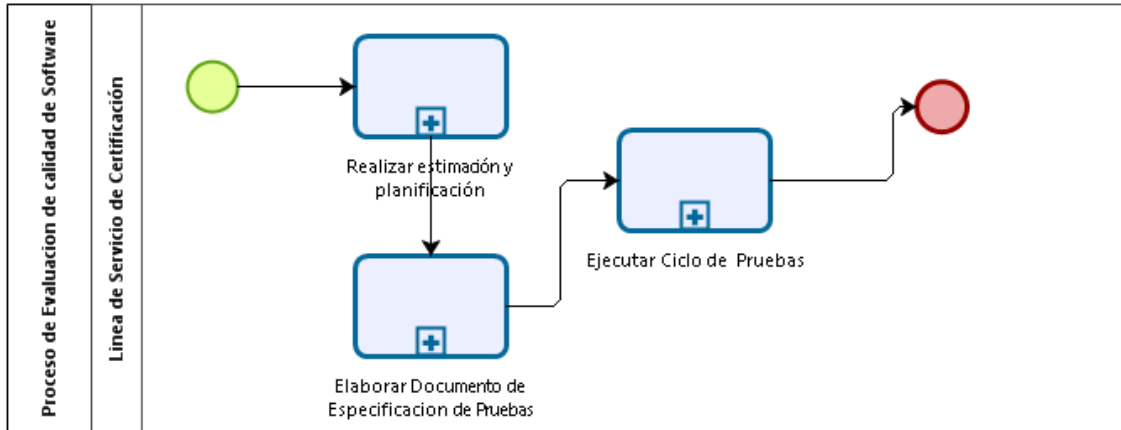 Proceso de Evaluacion de calidad de Software
Linea de Servicio de Certificación
Realizar estimación y
planificación
Ejecutar Ciclo de Pruebas
Elaborar Documento de
Especificacion de Pruebas